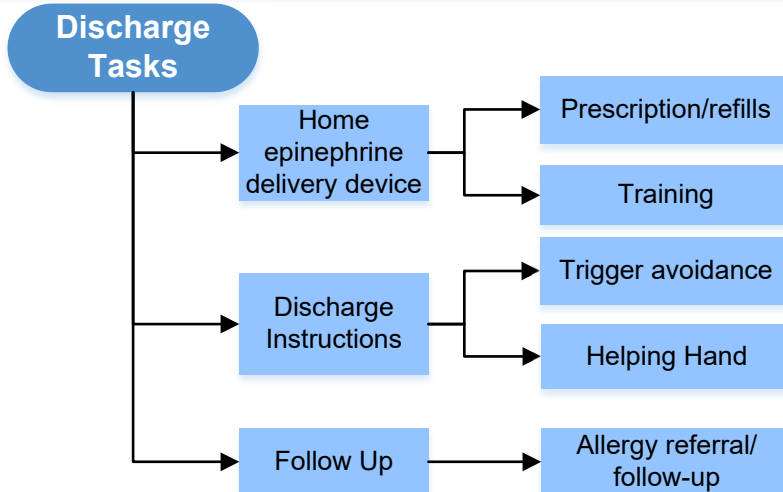 Discharge
Tasks
Home
epinephrine
delivery device
Prescription/refills
Training
Discharge
Instructions
Trigger avoidance
Helping Hand
Follow Up
Allergy referral/
follow-up